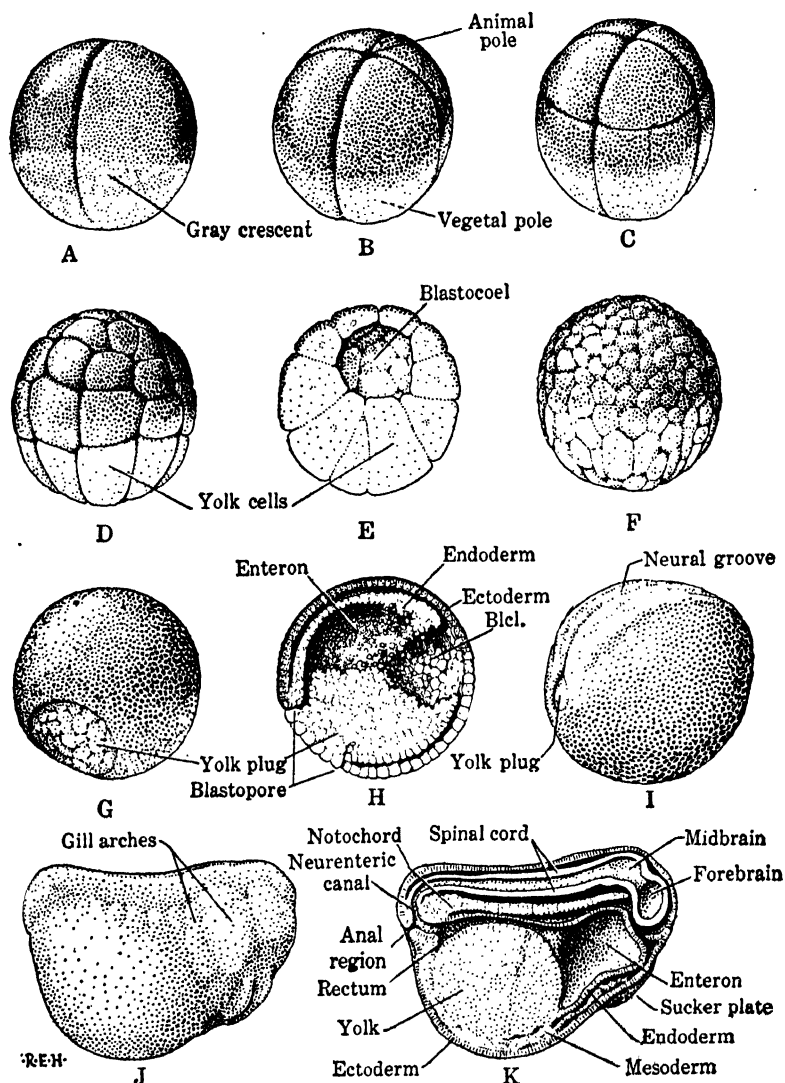 Animal
pole
Gray crescent
Vegetal pole
A
B
C
Blastocoel
Yolk cells
D
E
F
Enteron
Endoderm
Ectoderm
Blcl.
Neural groove
Yolk plug
Blastopore
Yolk plug
G
H
I
Gill arches
Notochord
Neurenteric
canal
Spinal cord
Midbrain
Forebrain
Anal
region
Rectum
Yolk
Ectoderm
Enteron
Sucker plate
Endoderm
Mesoderm
·R.E.H·
J
K